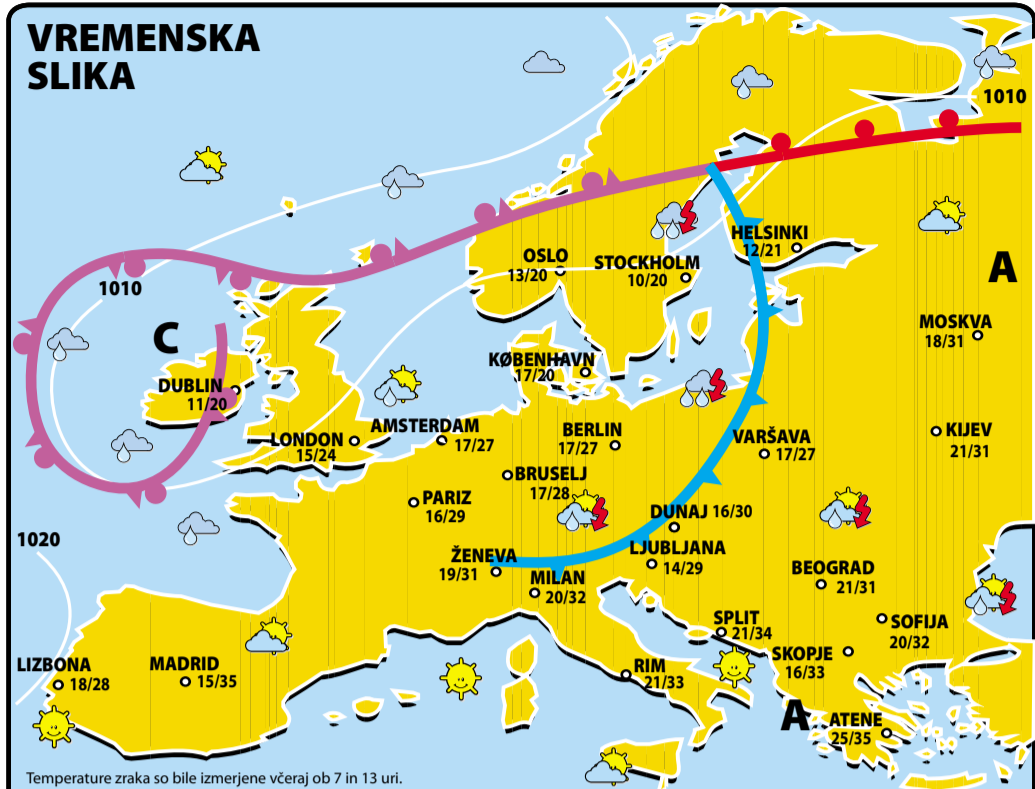 VREMENSKA
SLIKA
1010
OSLO
13/20
STOCKHOLM
10/20
HELSINKI
12/21
A
1010
C
MOSKVA
18/31
KØBENHAVN
17/20
DUBLIN
11/20
LONDON
15/24
AMSTERDAM
17/27
BERLIN
17/27
VARŠAVA
17/27
KIJEV
21/31
BRUSELJ
17/28
PARIZ
16/29
DUNAJ 16/30
1020
ŽENEVA
19/31
MILAN
20/32
LJUBLJANA
14/29
BEOGRAD
21/31
SPLIT
21/34
SOFIJA
20/32
SKOPJE
16/33
LIZBONA
18/28
MADRID
15/35
RIM
21/33
A
ATENE
25/35
Temperature zraka so bile izmerjene včeraj ob 7 in 13 uri.